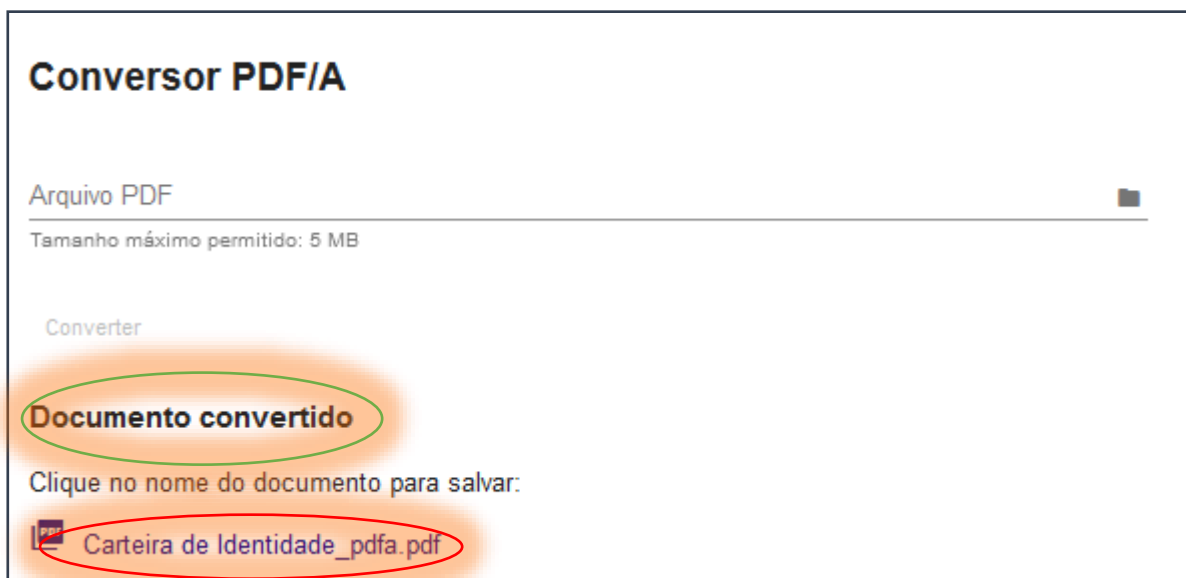 Conversor PDF/A
Arquivo PDF
Tamanho máximo permitido: 5 MB
Converter
Documento convertido
Clique no nome do documento para salvar:
PDF
Carteira de Identidade_pdfa.pdf